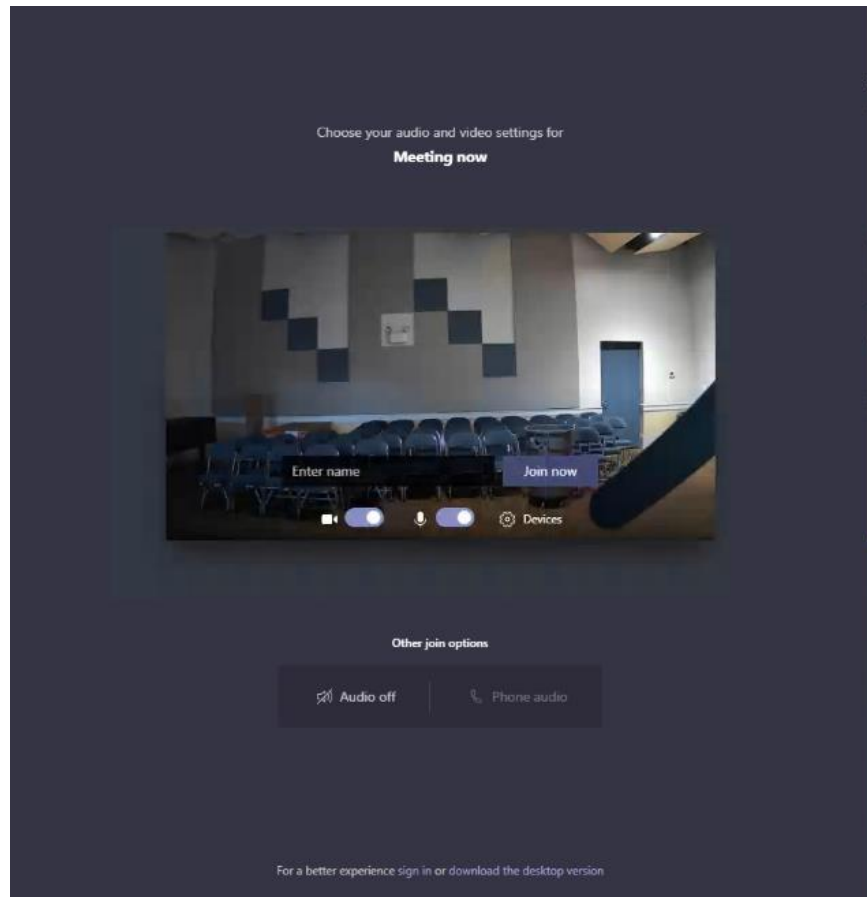 Choose your audio and video settings for
Meeting now
Enter name
Join now
Devices
Other join options
Audio off
Phone audio
For a better experience sign in or download the desktop version